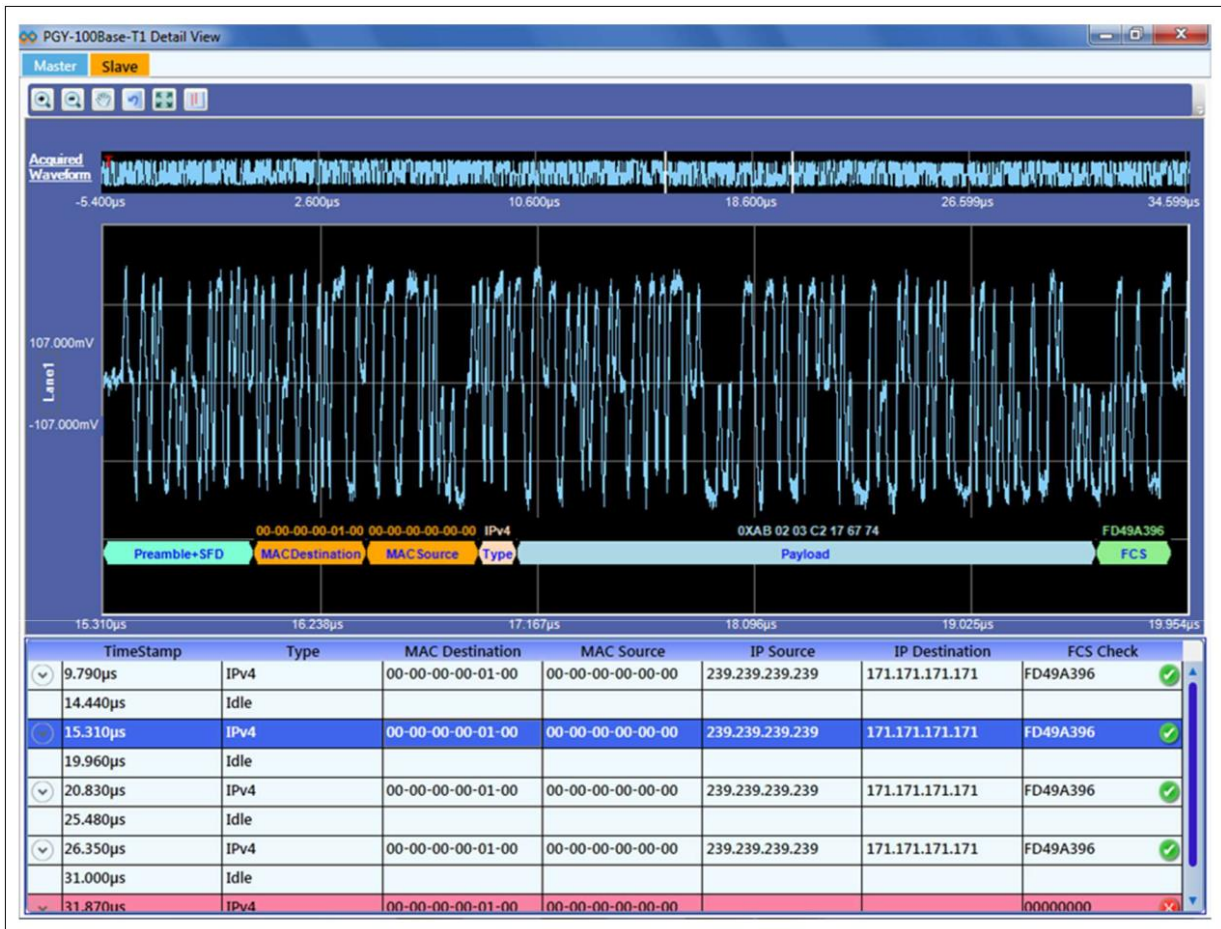 PGY-100Base-T1 Detail View
Master Slave
Acquired
Waveform
-5.400µs 2.600µs 10.600µs 18.600µs 26.599µs 34.599µs
107.000mV
Lane1
-107.000mV
00-00-00-00-01-00 00-00-00-00-00-00 IPv4 0XAB 02 03 C2 17 67 74 FD49A396
Preamble+SFD MACDestination MACSource Type Payload FCS
15.310µs 16.238µs 17.167µs 18.096µs 19.025µs 19.954µs
TimeStamp Type MAC Destination MAC Source IP Source IP Destination FCS Check
9.790µs IPv4 00-00-00-00-01-00 00-00-00-00-00-00 239.239.239.239 171.171.171.171 FD49A396
14.440µs Idle
15.310µs IPv4 00-00-00-00-01-00 00-00-00-00-00-00 239.239.239.239 171.171.171.171 FD49A396
19.960µs Idle
20.830µs IPv4 00-00-00-00-01-00 00-00-00-00-00-00 239.239.239.239 171.171.171.171 FD49A396
25.480µs Idle
26.350µs IPv4 00-00-00-00-01-00 00-00-00-00-00-00 239.239.239.239 171.171.171.171 FD49A396
31.000µs Idle
31.870µs IPv4 00-00-00-00-01-00 00-00-00-00-00-00 00000000